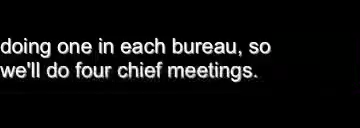 doing one in each bureau, so
we'll do four chief meetings.